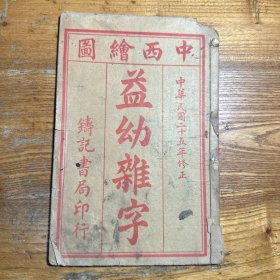 中西繪圖
中華民國二十五年修正
益幼雜字
鑄記書局印行